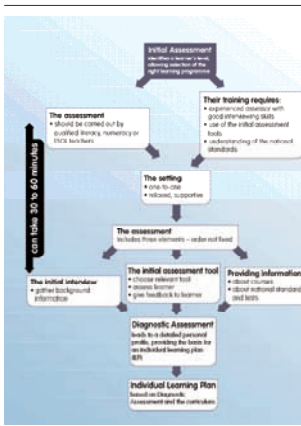 Initial Assessment
identifies a learner's level,
allowing selection of the
right learning programme
The assessment
• should be carried out by
qualified literacy, numeracy or
ESOL teachers
Their training requires:
• experienced assessor with
good interviewing skills
• use of the initial assessment
tools
• understanding of the national
standards
can take 30 to 60 minutes
The setting
• one-to-one
• relaxed, supportive
The assessment
includes three elements – order not fixed
The initial interview
• gather background
information
The initial assessment tool
• choose relevant tool
• assess learner
• give feedback to learner
Providing information
• about courses
• about national standards
and tests
Diagnostic Assessment
leads to a detailed personal
profile, providing the basis for
an individual learning plan
(ILP)
Individual Learning Plan
based on Diagnostic
Assessment and the curriculum